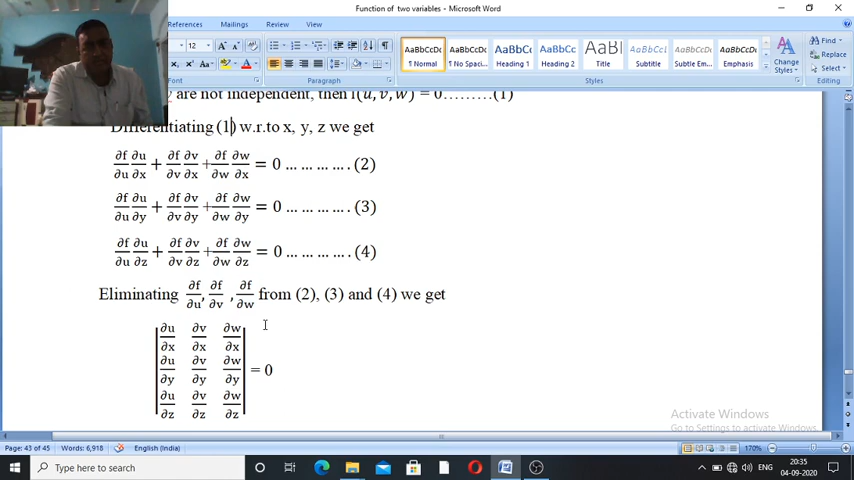 Function of two variables - Microsoft Word
References Mailings Review View
12
AaBbCcDc AaBbCcDc AaBbC AaBbCc AaBl AaBbCcL AaBbCcDc AaBbCcDc
¶ Normal ¶ No Spaci... Heading 1 Heading 2 Title Subtitle Subtle Em... Emphasis
Change Styles
Find
Replace
Select
Font Paragraph Styles Editing
y are not independent, then f(u, v, w) = 0.........(1)
Differentiating (1) w.r.to x, y, z we get
∂f/∂u ∂u/∂x + ∂f/∂v ∂v/∂x + ∂f/∂w ∂w/∂x = 0 … … … … . (2)
∂f/∂u ∂u/∂y + ∂f/∂v ∂v/∂y + ∂f/∂w ∂w/∂y = 0 … … … … . (3)
∂f/∂u ∂u/∂z + ∂f/∂v ∂v/∂z + ∂f/∂w ∂w/∂z = 0 … … … … . (4)
Eliminating ∂f/∂u, ∂f/∂v , ∂f/∂w from (2), (3) and (4) we get
| ∂u/∂x ∂v/∂x ∂w/∂x |
| ∂u/∂y ∂v/∂y ∂w/∂y | = 0
| ∂u/∂z ∂v/∂z ∂w/∂z |
Activate Windows
Go to Settings to activate Windows.
Page: 43 of 45 Words: 6,918 English (India) 170%
Type here to search
ENG
20:35
04-09-2020